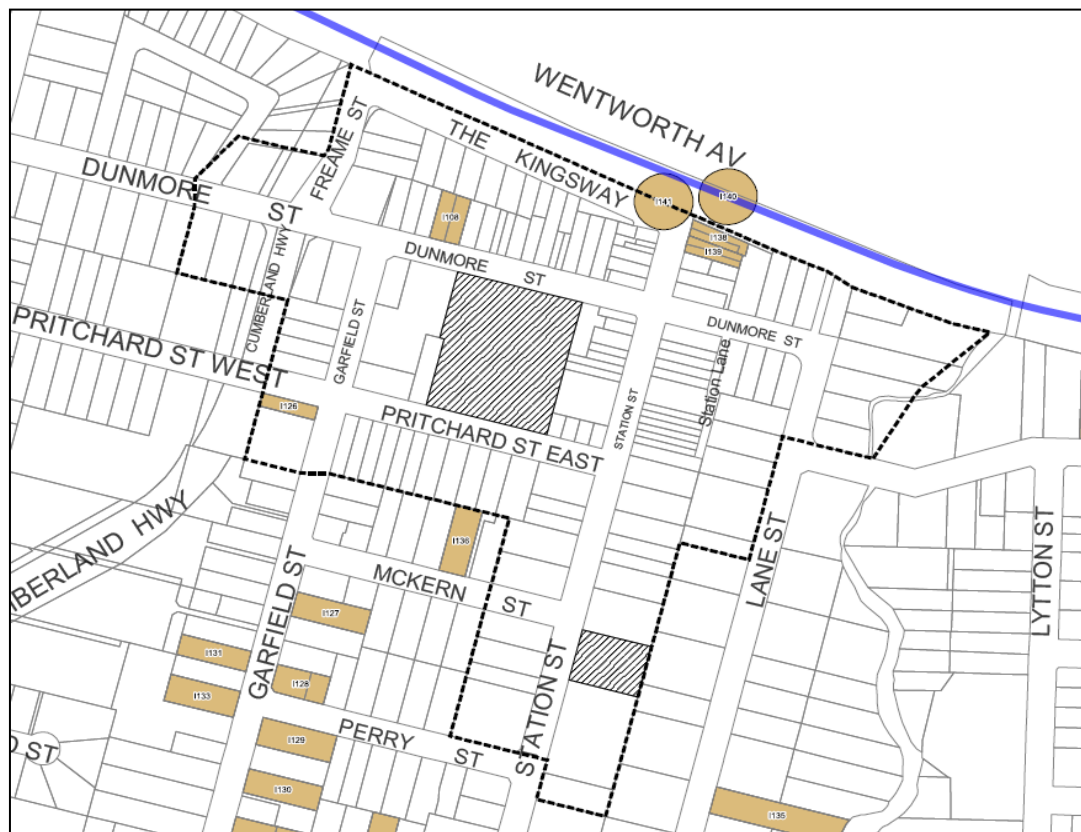 WENTWORTH AV
THE KINGSWAY
FREAME ST
DUNMORE ST
I141
I140
I108
I138
I139
CUMBERLAND HWY
DUNMORE ST
DUNMORE ST
GARFIELD ST
PRITCHARD ST WEST
STATION ST
Station Lane
I126
PRITCHARD ST EAST
MBERLAND HWY
I136
MCKERN ST
LANE ST
LYTTON ST
GARFIELD ST
I127
I131
I128
I133
STATION ST
I129
PERRY ST
D ST
I130
I135